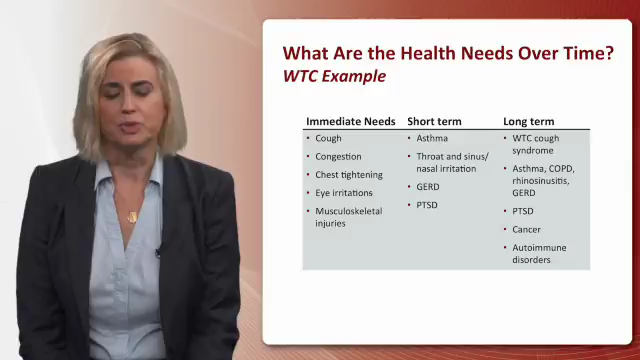 What Are the Health Needs Over Time?
WTC Example
Immediate Needs Short term Long term
• Cough
• Congestion
• Chest tightening
• Eye irritations
• Musculoskeletal
injuries
• Asthma
• Throat and sinus/
nasal irritation
• GERD
• PTSD
• WTC cough
syndrome
• Asthma, COPD,
rhinosinusitis,
GERD
• PTSD
• Cancer
• Autoimmune
disorders